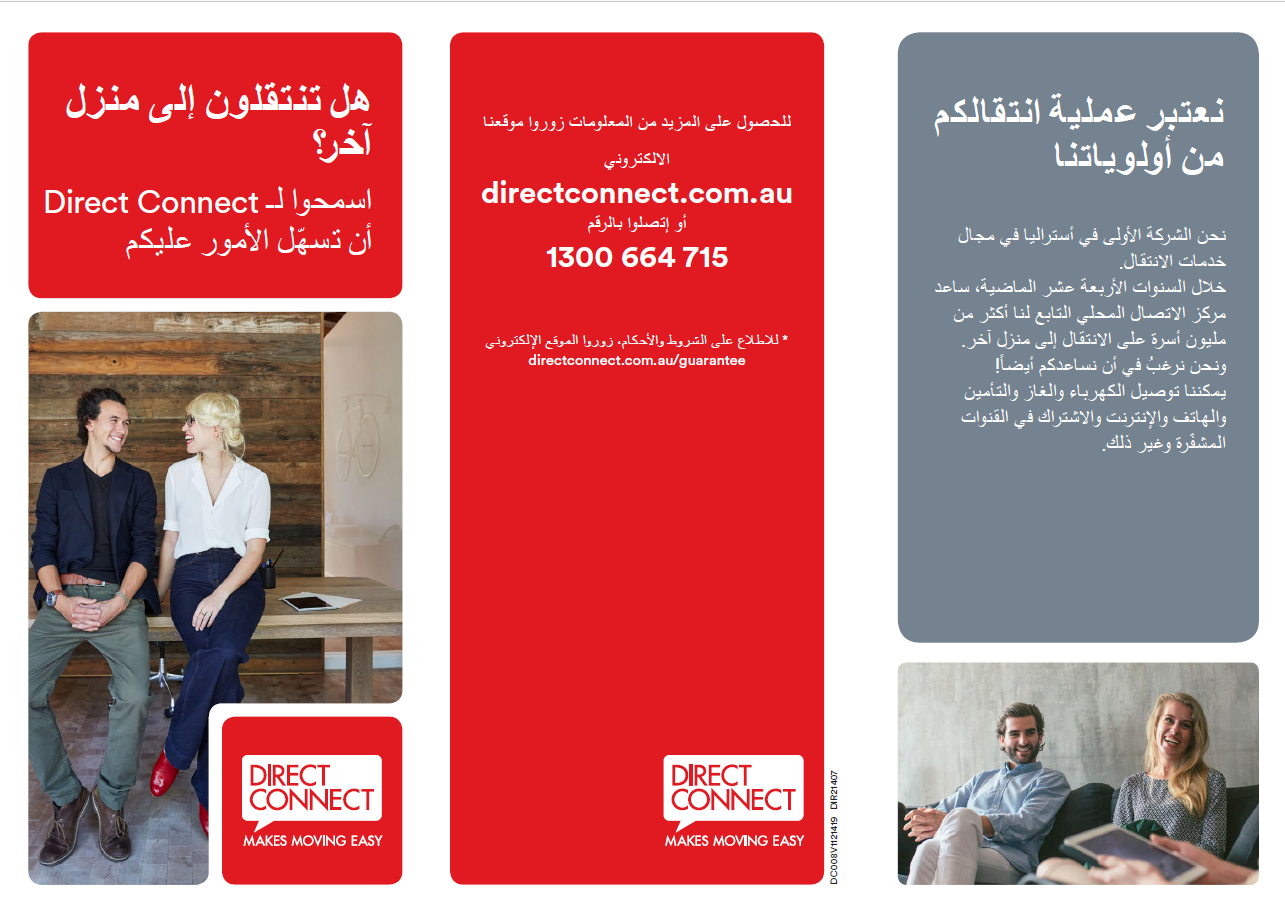 هل تنتقلون إلى منزل
آخر؟
اسمحوا لـ Direct Connect
أن تسهّل الأمور عليكم
DIRECT
CONNECT
MAKES MOVING EASY
للحصول على المزيد من المعلومات زوروا موقعنا
الالكتروني
directconnect.com.au
أو إتصلوا بالرقم
1300 664 715
* للاطلاع على الشروط والأحكام، زوروا الموقع الإلكتروني
directconnect.com.au/guarantee
DIRECT
CONNECT
MAKES MOVING EASY
DC008V1121419 DIR21407
نعتبر عملية انتقالكم
من أولوياتنا
نحن الشركة الأولى في أستراليا في مجال
خدمات الانتقال.
خلال السنوات الأربعة عشر الماضية، ساعد
مركز الاتصال المحلي التابع لنا أكثر من
مليون أسرة على الانتقال إلى منزل آخر.
ونحن نرغبُ في أن نساعدكم أيضاً!
يمكننا توصيل الكهرباء والغاز والتأمين
والهاتف والإنترنت والاشتراك في القنوات
المشفّرة وغير ذلك.